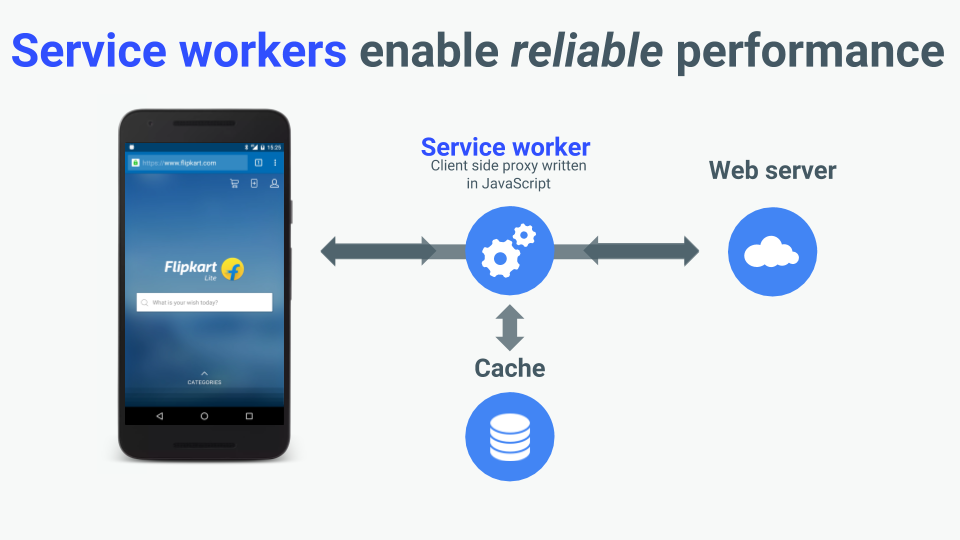 Service workers enable reliable performance
15:25
https://www.flipkart.com
Flipkart
Lite
What is your wish today?
CATEGORIES
Service worker
Client side proxy written
in JavaScript
Web server
Cache